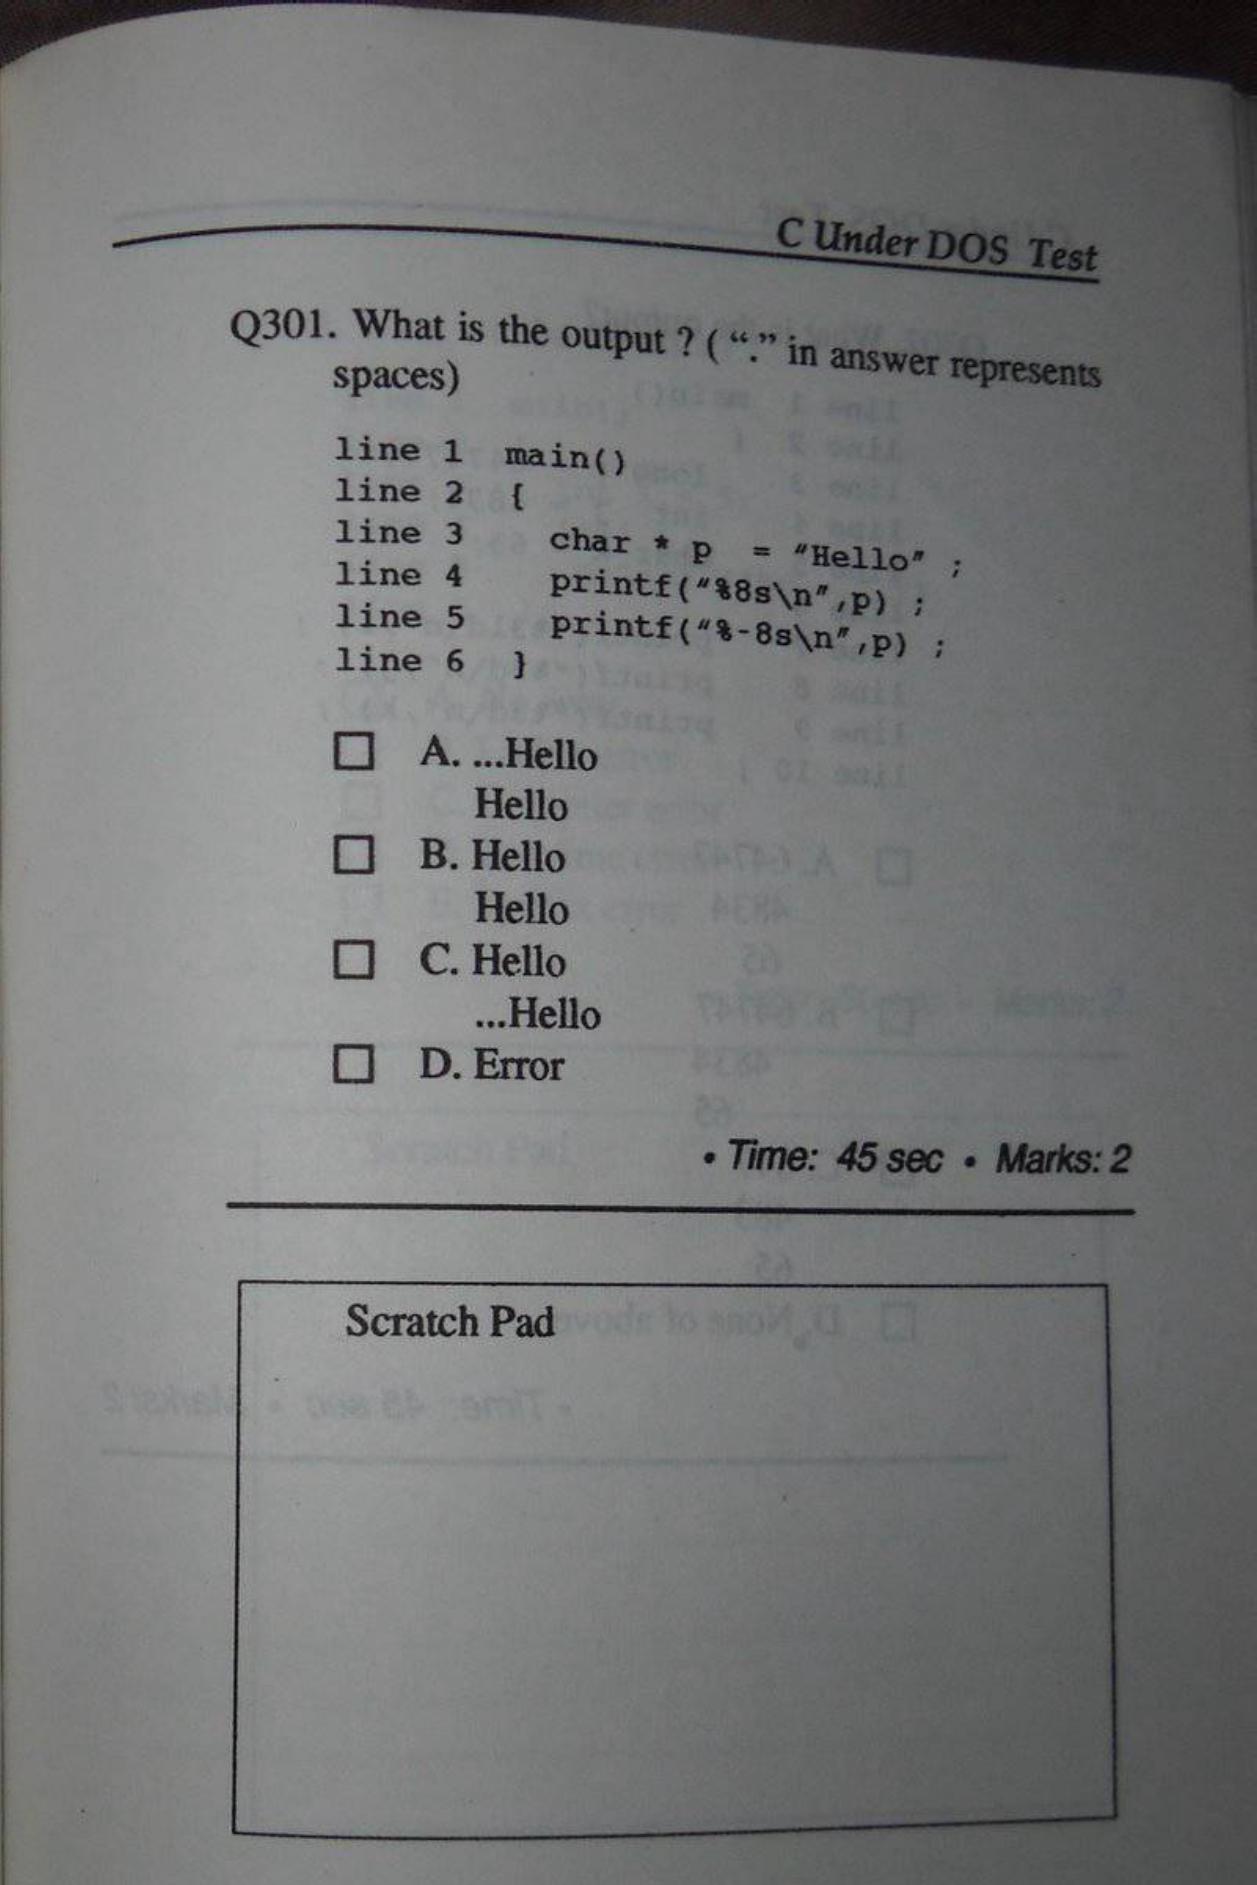 C Under DOS Test
Q301. What is the output ? ( “.” in answer represents
spaces)
line 1 main()
line 2 {
line 3 char * p = “Hello” ;
line 4 printf(“%8s\n”,p) ;
line 5 printf(“%-8s\n”,p) ;
line 6 }
☐ A. ...Hello
Hello
☐ B. Hello
Hello
☐ C. Hello
...Hello
☐ D. Error
• Time: 45 sec • Marks: 2
Scratch Pad